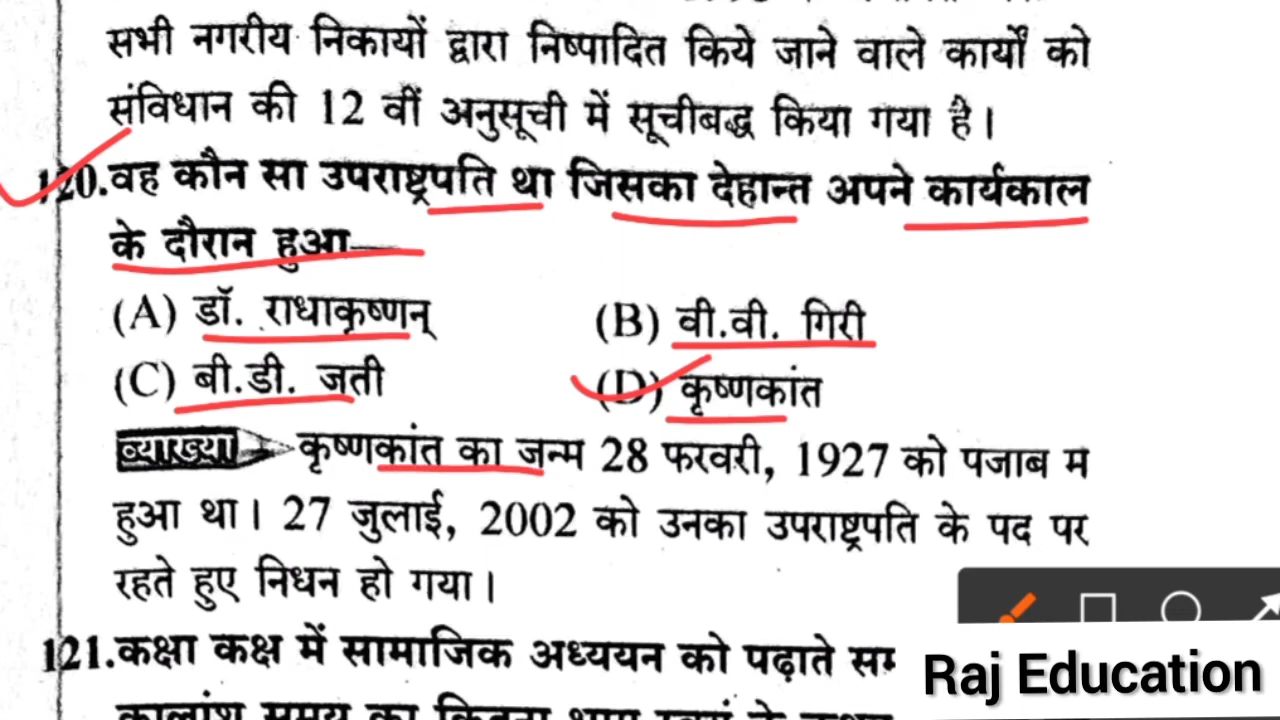 सभी नगरीय निकायों द्वारा निष्पादित किये जाने वाले कार्यों को
संविधान की 12 वीं अनुसूची में सूचीबद्ध किया गया है।
120.वह कौन सा उपराष्ट्रपति था जिसका देहान्त अपने कार्यकाल
के दौरान हुआ—
(A) डॉ. राधाकृष्णन् (B) वी.वी. गिरी
(C) बी.डी. जती (D) कृष्णकांत
व्याख्या कृष्णकांत का जन्म 28 फरवरी, 1927 को पजाब म
हुआ था। 27 जुलाई, 2002 को उनका उपराष्ट्रपति के पद पर
रहते हुए निधन हो गया।
121.कक्षा कक्ष में सामाजिक अध्ययन को पढ़ाते
Raj Education